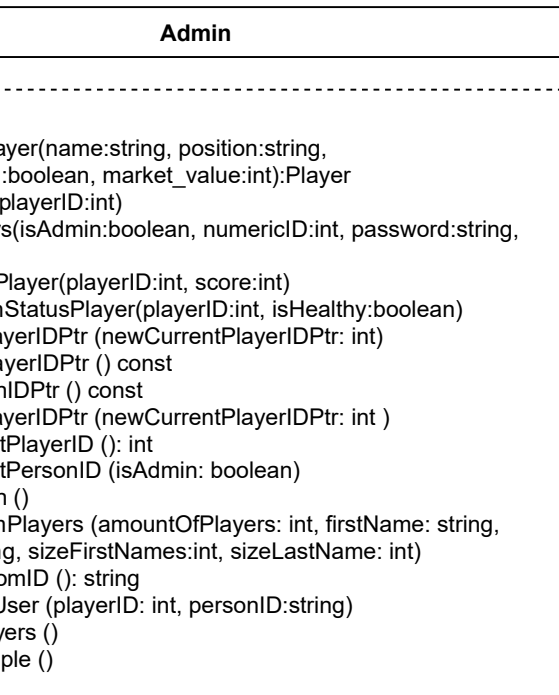 Admin
ayer(name:string, position:string,
:boolean, market_value:int):Player
playerID:int)
rs(isAdmin:boolean, numericID:int, password:string,
Player(playerID:int, score:int)
nStatusPlayer(playerID:int, isHealthy:boolean)
ayerIDPtr (newCurrentPlayerIDPtr: int)
ayerIDPtr () const
nIDPtr () const
ayerIDPtr (newCurrentPlayerIDPtr: int )
tPlayerID (): int
tPersonID (isAdmin: boolean)
n ()
nPlayers (amountOfPlayers: int, firstName: string,
ng, sizeFirstNames:int, sizeLastName: int)
omID (): string
User (playerID: int, personID:string)
yers ()
ple ()